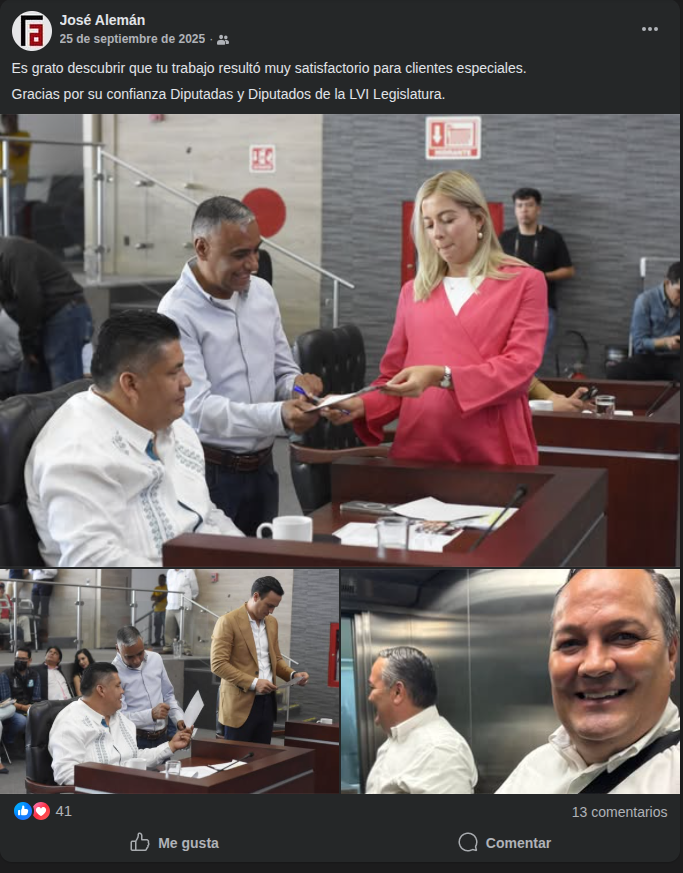 José Alemán
25 de septiembre de 2025 ·
Es grato descubrir que tu trabajo resultó muy satisfactorio para clientes especiales.
Gracias por su confianza Diputadas y Diputados de la LVI Legislatura.
HIDRANTE
41
13 comentarios
Me gusta
Comentar